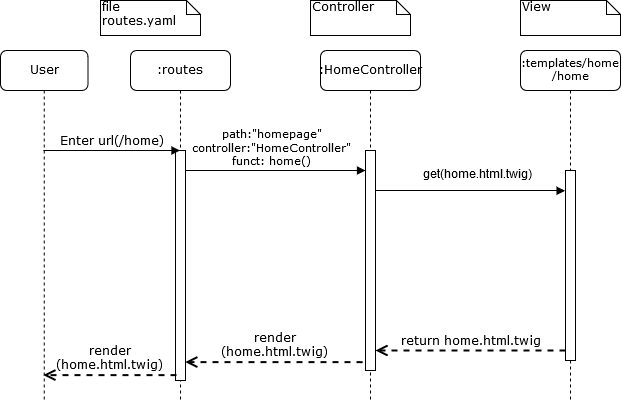 file
routes.yaml
Controller
View
User
:routes
:HomeController
:templates/home
/home
Enter url(/home)
path:"homepage"
controller:"HomeController"
funct: home()
get(home.html.twig)
return home.html.twig
render
(home.html.twig)
render
(home.html.twig)